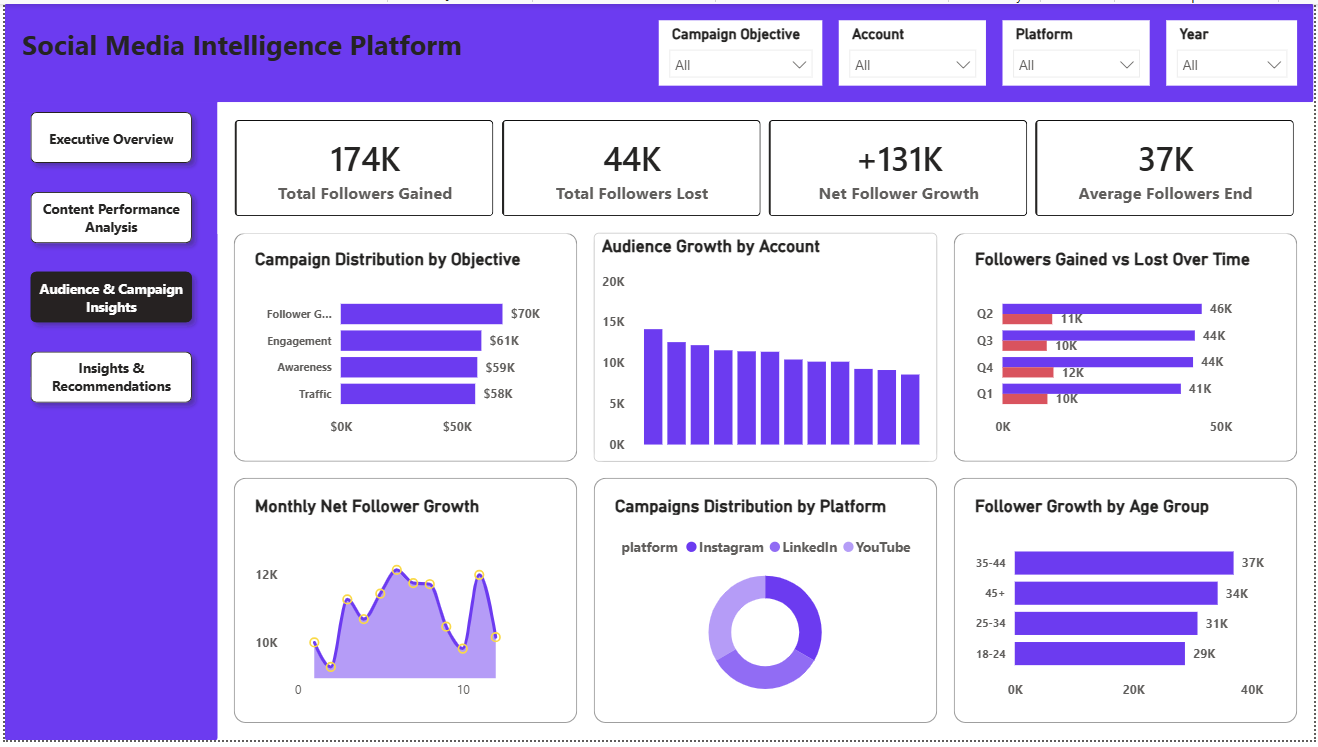 Social Media Intelligence Platform
Campaign Objective
All
Account
All
Platform
All
Year
All
Executive Overview
Content Performance
Analysis
Audience & Campaign
Insights
Insights &
Recommendations
174K
Total Followers Gained
44K
Total Followers Lost
+131K
Net Follower Growth
37K
Average Followers End
Campaign Distribution by Objective
Follower G... $70K
Engagement $61K
Awareness $59K
Traffic $58K
$0K $50K
Audience Growth by Account
20K
15K
10K
5K
0K
Followers Gained vs Lost Over Time
Q2 46K
11K
Q3 44K
10K
Q4 44K
12K
Q1 41K
10K
0K 50K
Monthly Net Follower Growth
12K
10K
0 10
Campaigns Distribution by Platform
platform Instagram LinkedIn YouTube
Follower Growth by Age Group
35-44 37K
45+ 34K
25-34 31K
18-24 29K
0K 20K 40K